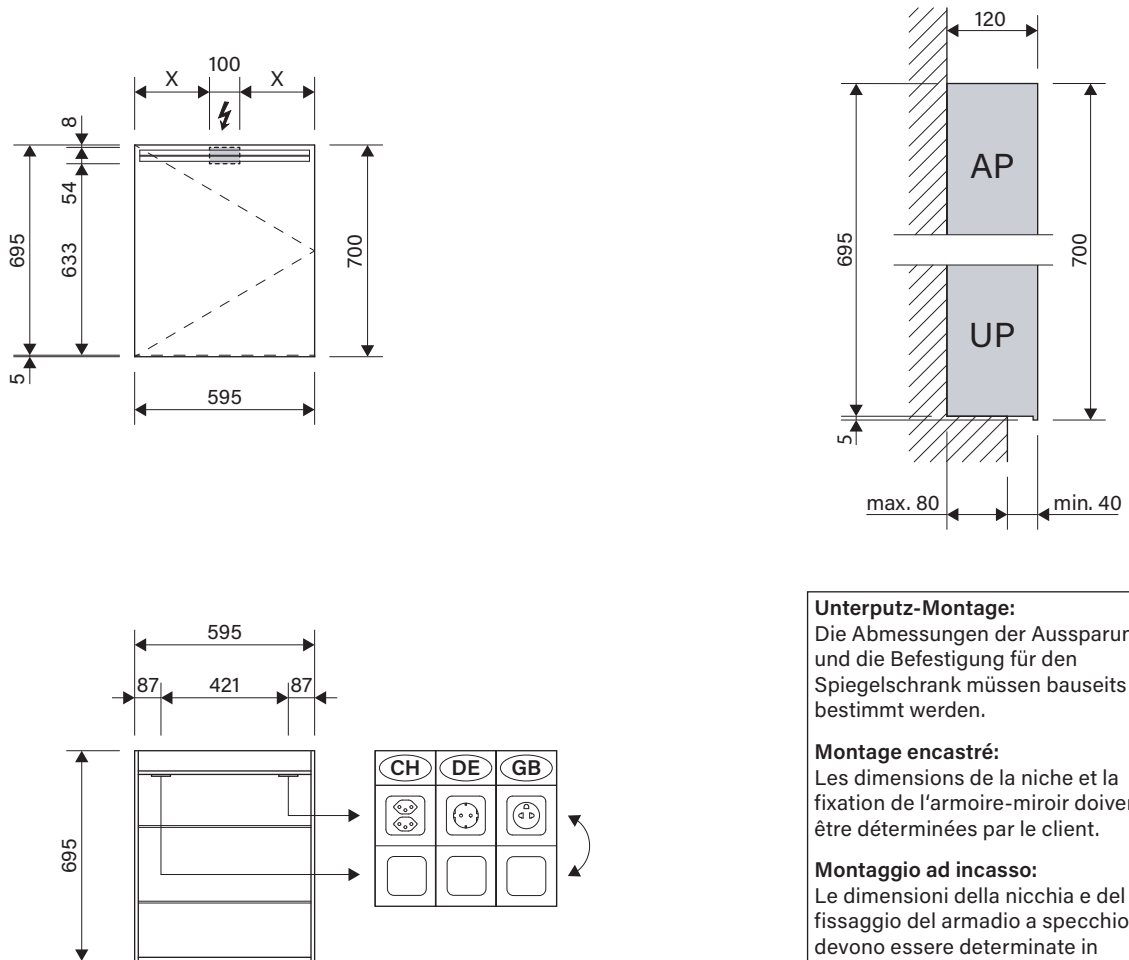 X 100 X
8
54
633
695
5
700
595
120
AP
UP
695
700
5
max. 80
min. 40
595
87 421 87
695
CH DE GB
Unterputz-Montage:
Die Abmessungen der
und die Befestigung für den
Spiegelschrank müssen bauseits
bestimmt werden.
Montage encastré:
Les dimensions de la niche et la
fixation de l'armoire-miroir
être déterminées par le client.
Montaggio ad incasso:
Le dimensioni della nicchia e del
fissaggio del armadio a specchio
devono essere determinate in